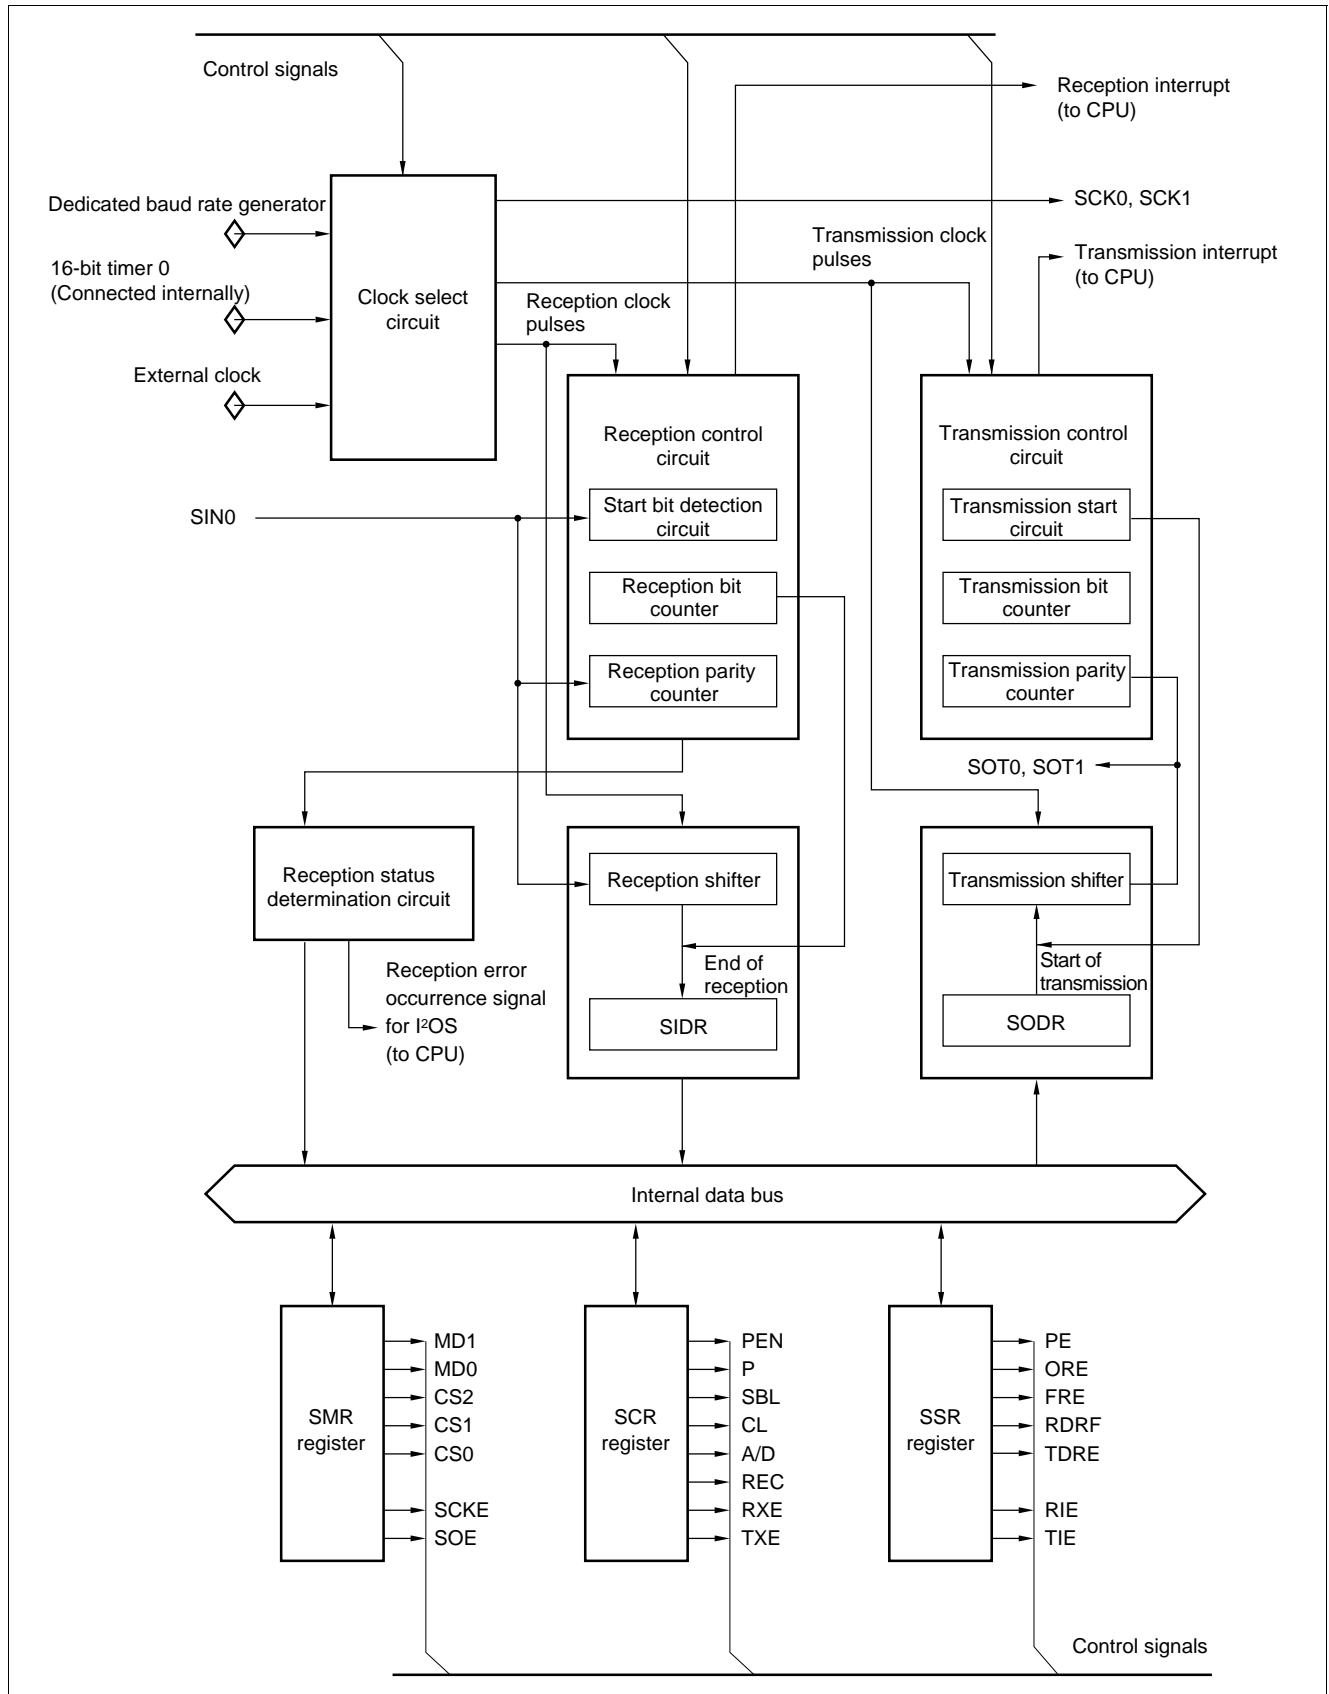 Control signals
Reception interrupt
(to CPU)
Dedicated baud rate generator
SCK0, SCK1
Transmission clock
pulses
Transmission interrupt
(to CPU)
16-bit timer 0
(Connected internally)
Clock select
circuit
Reception clock
pulses
External clock
Reception control
circuit
Transmission control
circuit
SIN0
Start bit detection
circuit
Transmission start
circuit
Reception bit
counter
Transmission bit
counter
Reception parity
counter
Transmission parity
counter
SOT0, SOT1
Reception status
determination circuit
Reception shifter
Transmission shifter
End of
reception
Start of
transmission
Reception error
occurrence signal
for I²OS
(to CPU)
SIDR
SODR
Internal data bus
SMR
register
MD1
MD0
CS2
CS1
CS0
SCKE
SOE
SCR
register
PEN
P
SBL
CL
A/D
REC
RXE
TXE
SSR
register
PE
ORE
FRE
RDRF
TDRE
RIE
TIE
Control signals